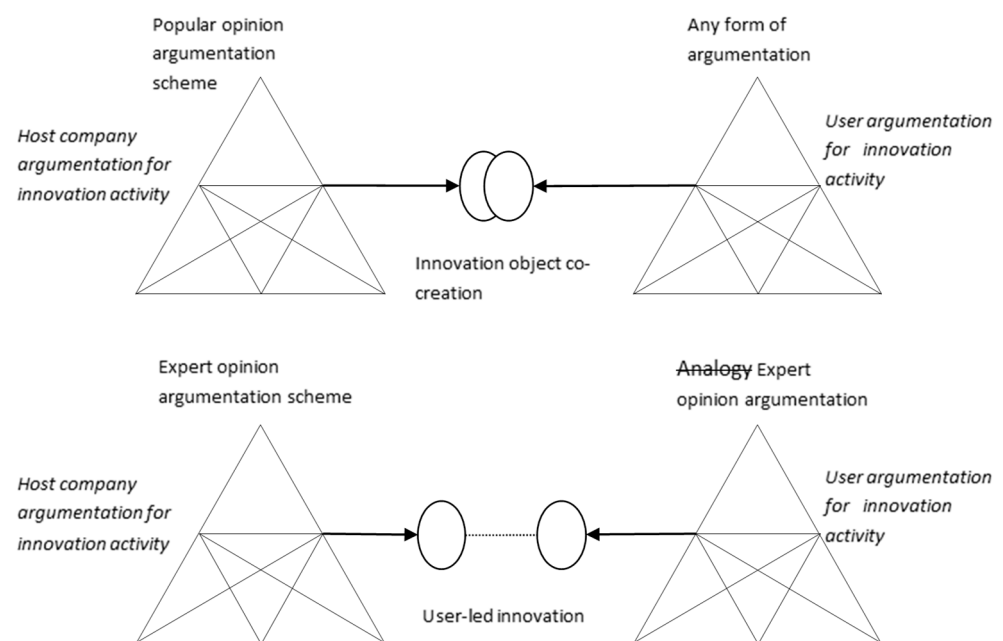 Popular opinion
argumentation
scheme
Any form of
argumentation
Host company
argumentation for
innovation activity
User argumentation
for innovation
activity
Innovation object co-
creation
Expert opinion
argumentation scheme
Analogy Expert
opinion argumentation
Host company
argumentation for
innovation activity
User argumentation
for innovation
activity
User-led innovation